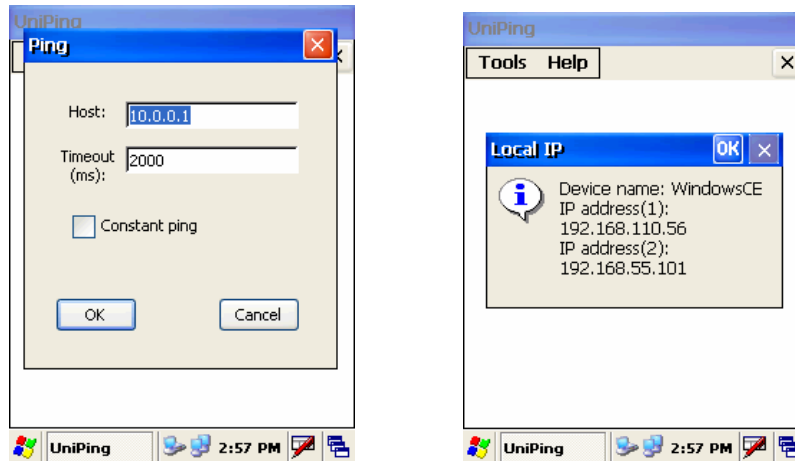 UniPing
Ping
Host: 10.0.0.1
Timeout (ms): 2000
Constant ping
OK Cancel
UniPing 2:57 PM
UniPing
Tools Help
Local IP OK
Device name: WindowsCE
IP address(1):
192.168.110.56
IP address(2):
192.168.55.101
UniPing 2:57 PM